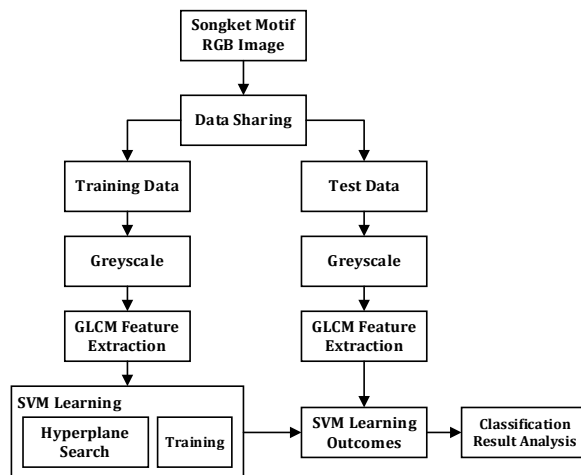 Songket Motif
RGB Image
Data Sharing
Training Data
Test Data
Greyscale
Greyscale
GLCM Feature
Extraction
GLCM Feature
Extraction
SVM Learning
Hyperplane
Search
Training
SVM Learning
Outcomes
Classification
Result Analysis